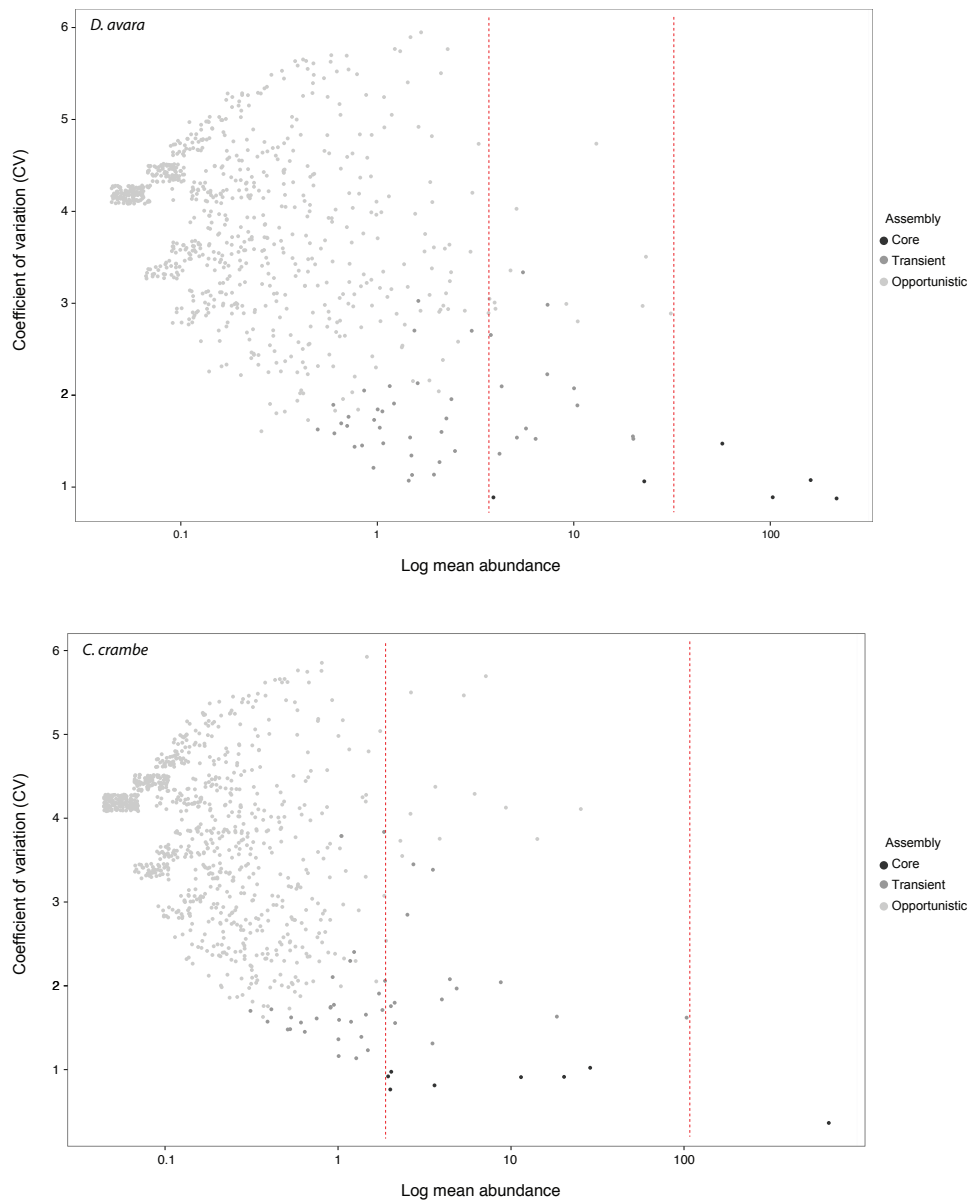 D. avara
6
5
4
3
2
1
Coefficient of variation (CV)
0.1 1 10 100
Log mean abundance
Assembly
Core
Transient
Opportunistic
C. crambe
6
5
4
3
2
1
Coefficient of variation (CV)
0.1 1 10 100
Log mean abundance
Assembly
Core
Transient
Opportunistic